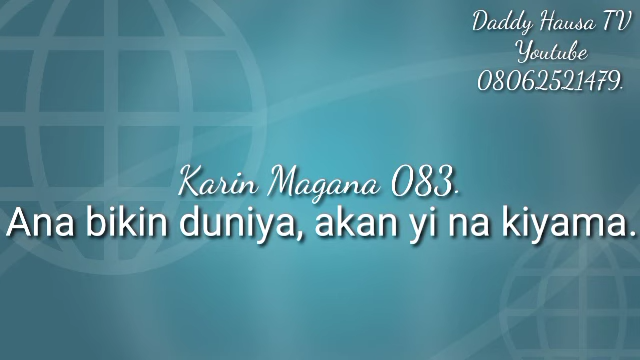 Daddy Hausa TV
Youtube
08062521479.
Karin Magana 083.
Ana bikin duniya, akan yi na kiyama.